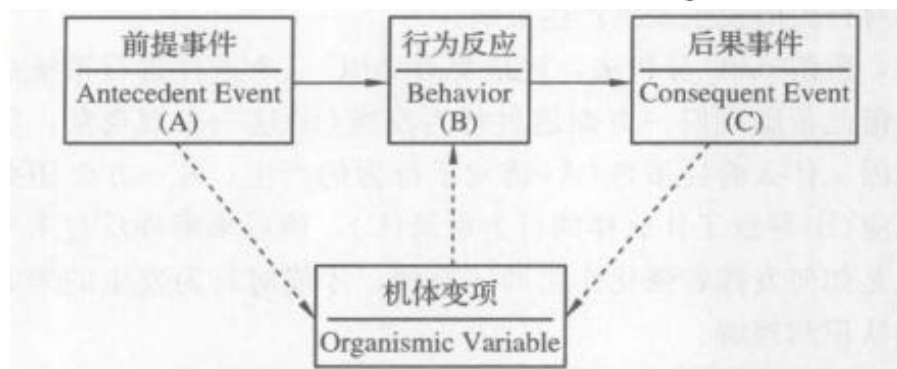 前提事件
Antecedent Event
(A)
行为反应
Behavior
(B)
后果事件
Consequent Event
(C)
机体变项
Organismic Variable